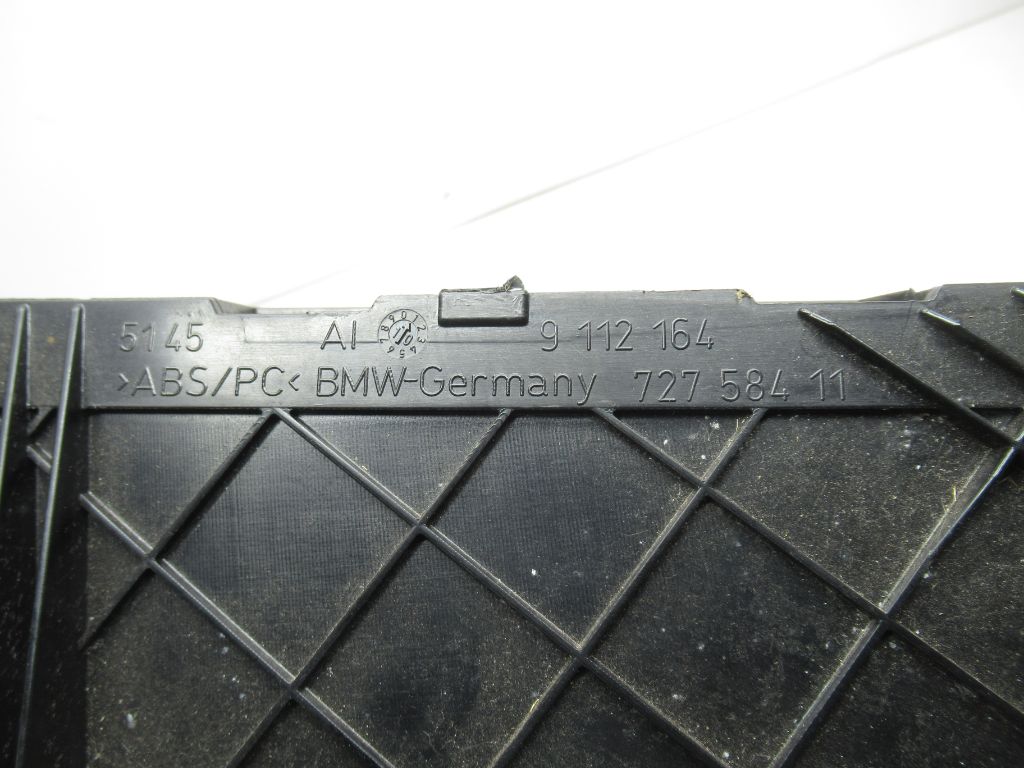 5145 AI 9 112 164
>ABS/PC< BMW-Germany 727 584 11